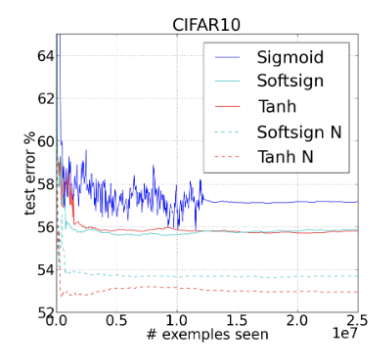 CIFAR10
64
62
60
58
56
54
52
test error %
Sigmoid
Softsign
Tanh
Softsign N
Tanh N
0.0 0.5 1.0 1.5 2.0 2.5
1e7
# exemples seen